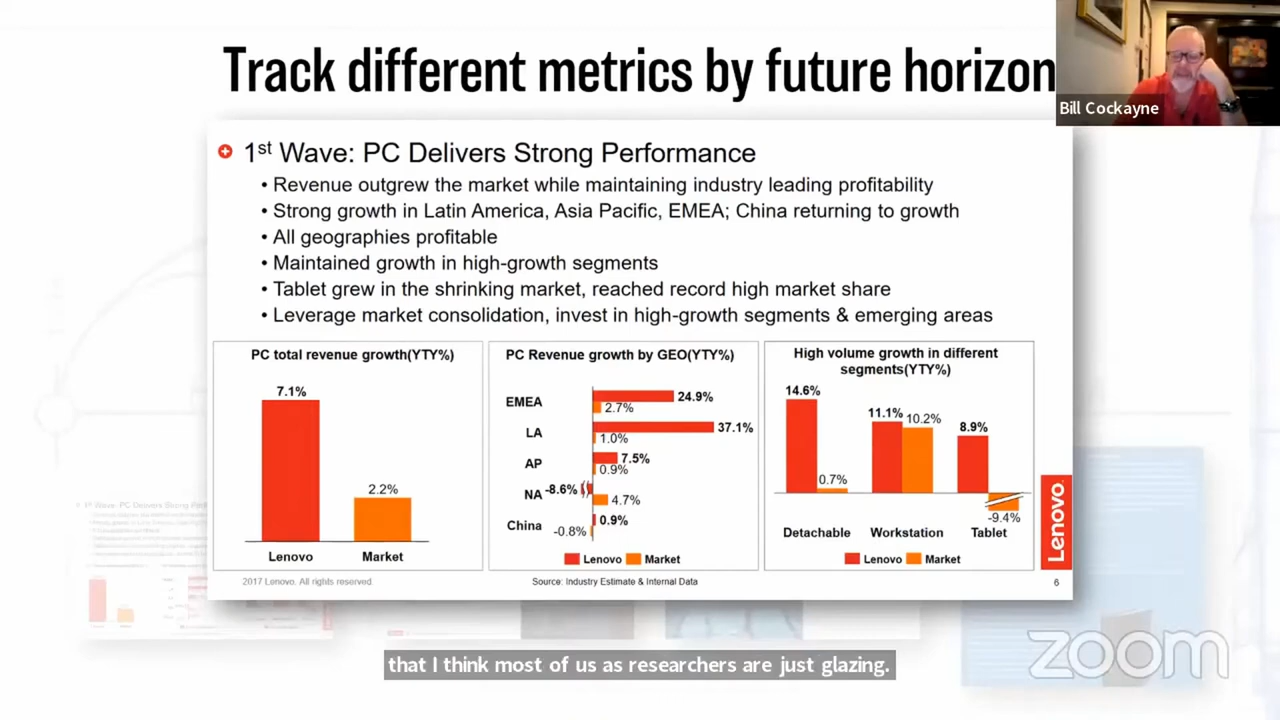 Track different metrics by future horizon
Bill Cockayne
1st Wave: PC Delivers Strong Performance
• Revenue outgrew the market while maintaining industry leading profitability
• Strong growth in Latin America, Asia Pacific, EMEA; China returning to growth
• All geographies profitable
• Maintained growth in high-growth segments
• Tablet grew in the shrinking market, reached record high market share
• Leverage market consolidation, invest in high-growth segments & emerging areas
PC total revenue growth(YTY%)
7.1%
2.2%
Lenovo Market
PC Revenue growth by GEO(YTY%)
EMEA 24.9%
2.7%
LA 37.1%
1.0%
AP 7.5%
0.9%
NA -8.6%
4.7%
China 0.9%
-0.8%
Lenovo Market
High volume growth in different
segments(YTY%)
14.6%
0.7%
11.1% 10.2%
8.9%
-9.4%
Detachable Workstation Tablet
Lenovo Market
Lenovo
2017 Lenovo. All rights reserved.
Source: Industry Estimate & Internal Data
6
that I think most of us as researchers are just glazing.
zoom